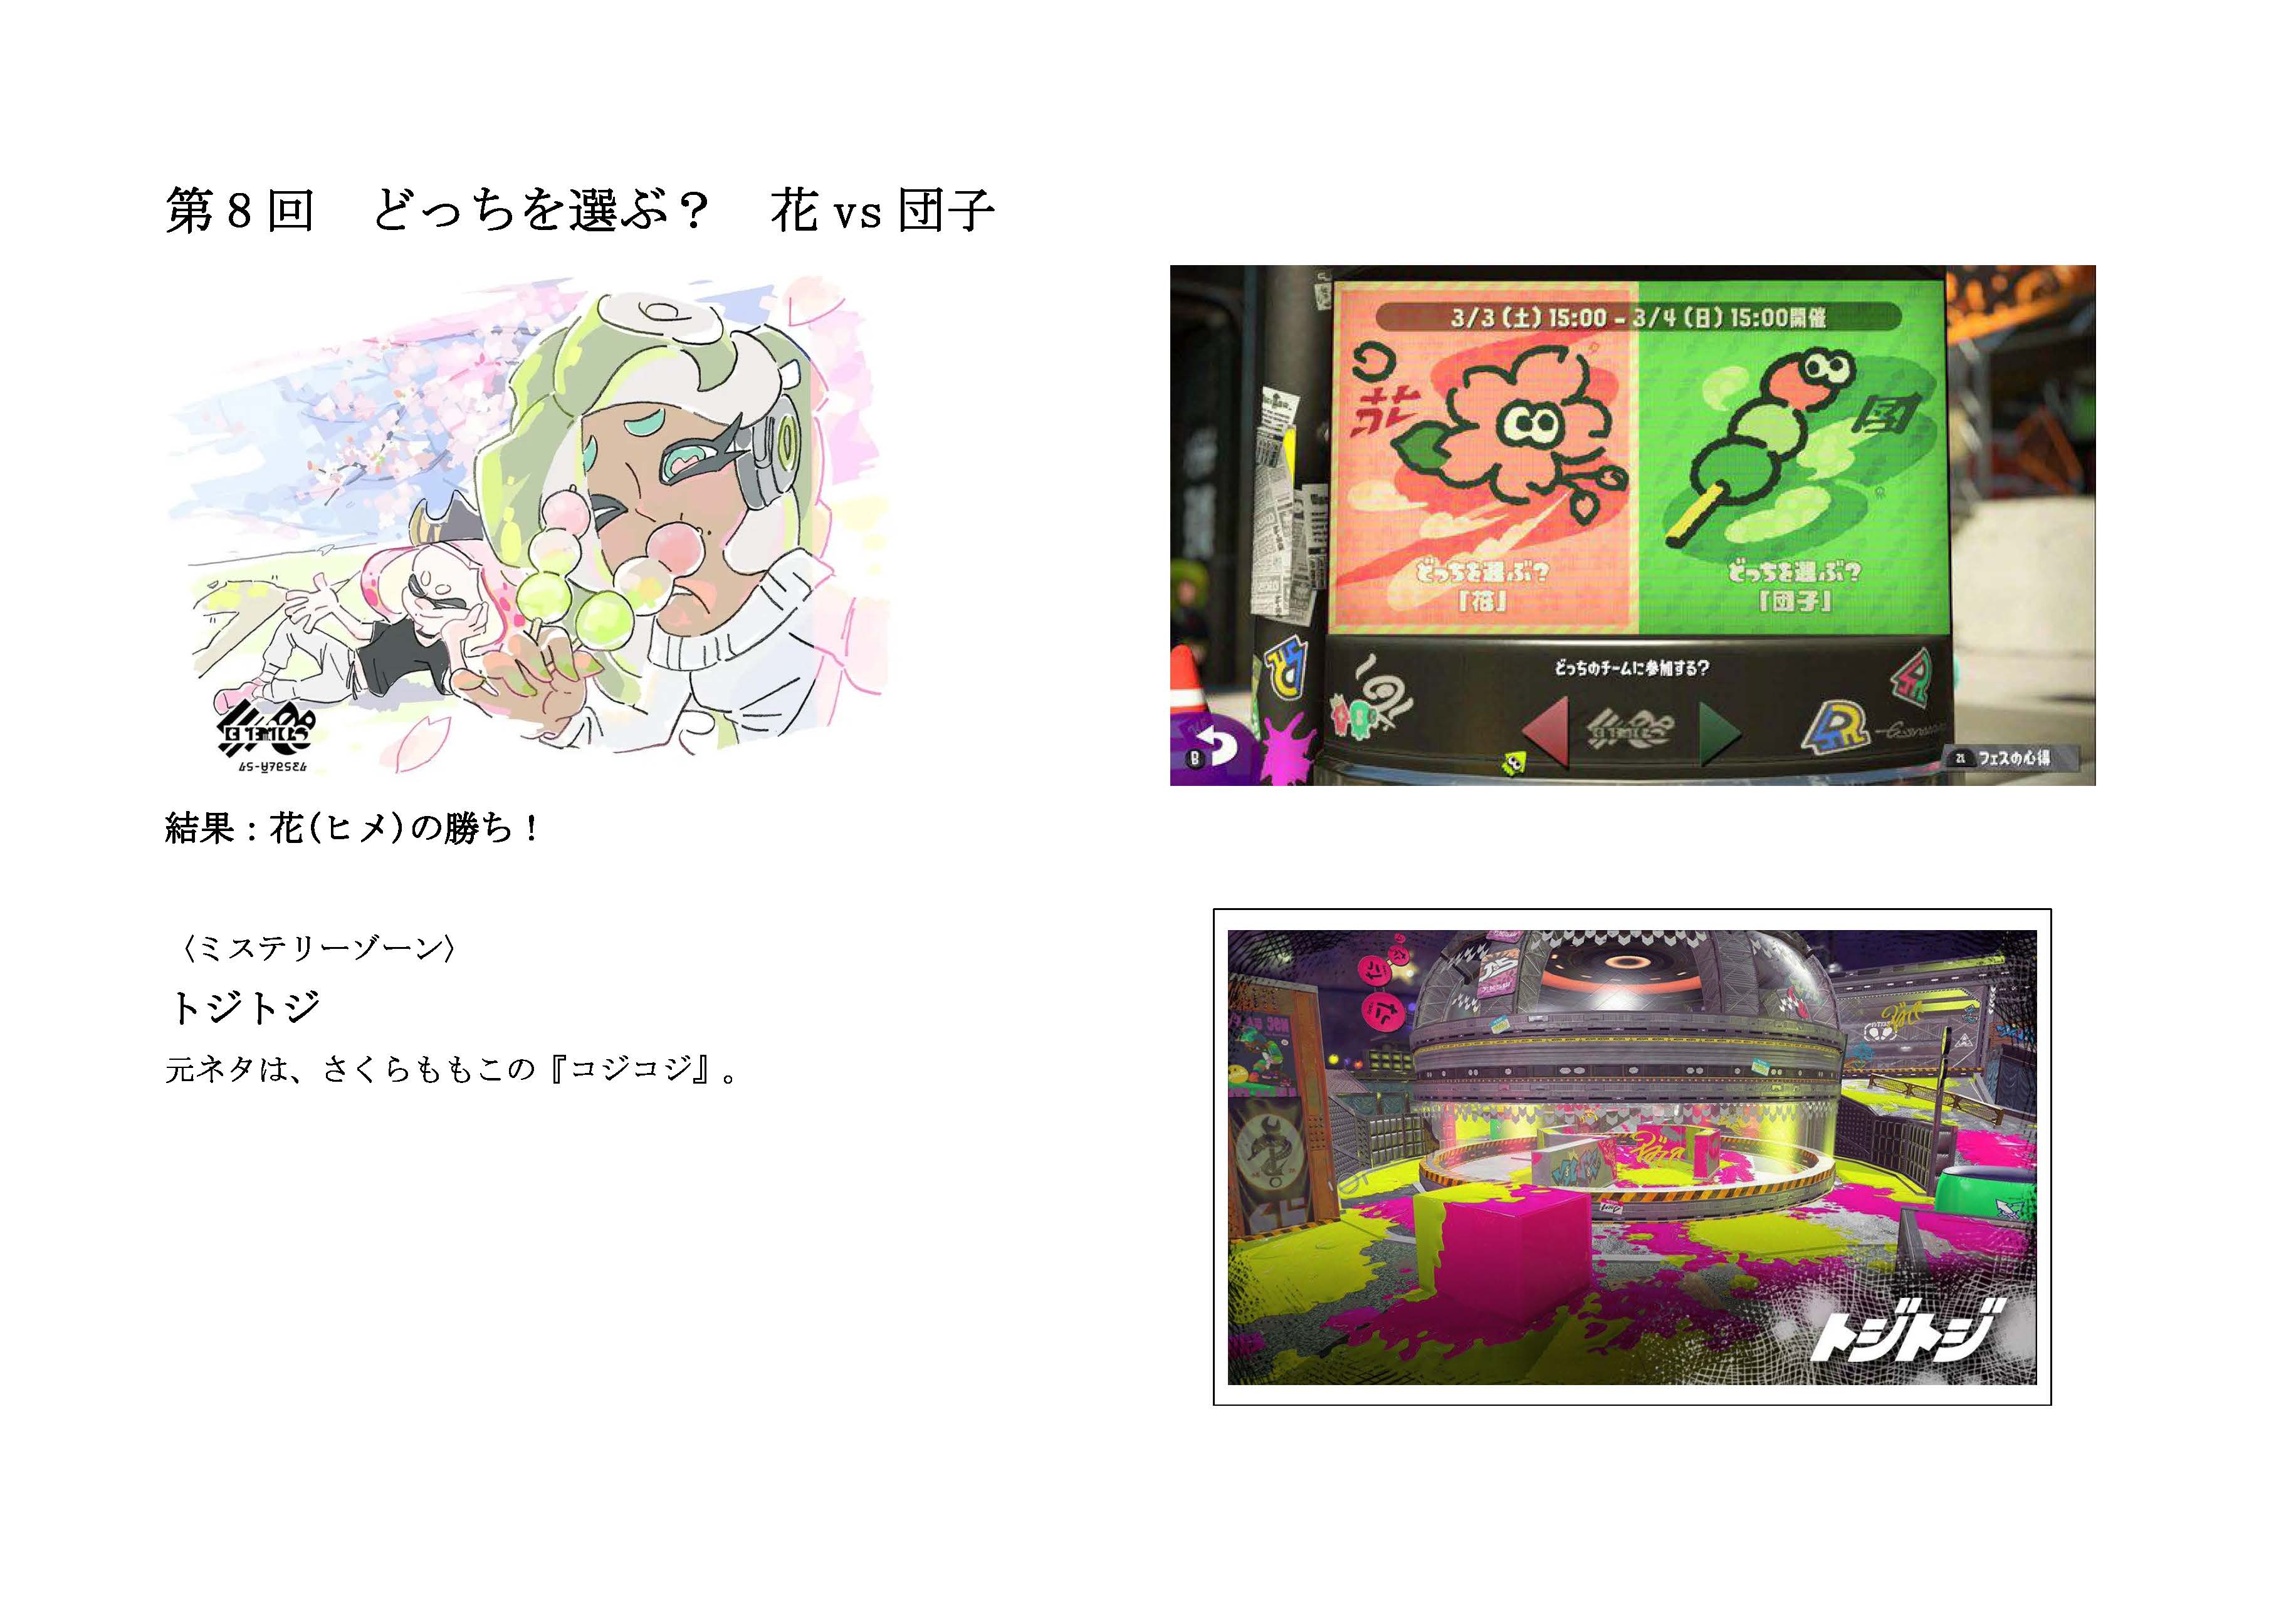 第8回　どっちを選ぶ？　花vs団子
3/3(土)15:00 - 3/4(日)15:00開催
花
団
どっちを選ぶ?
「花」
どっちを選ぶ?
「団子」
どっちのチームに参加する?
B
フェスの心得
結果：花(ヒメ)の勝ち！
〈ミステリーゾーン〉
トジトジ
元ネタは、さくらももこの『コジコジ』。
トジトジ